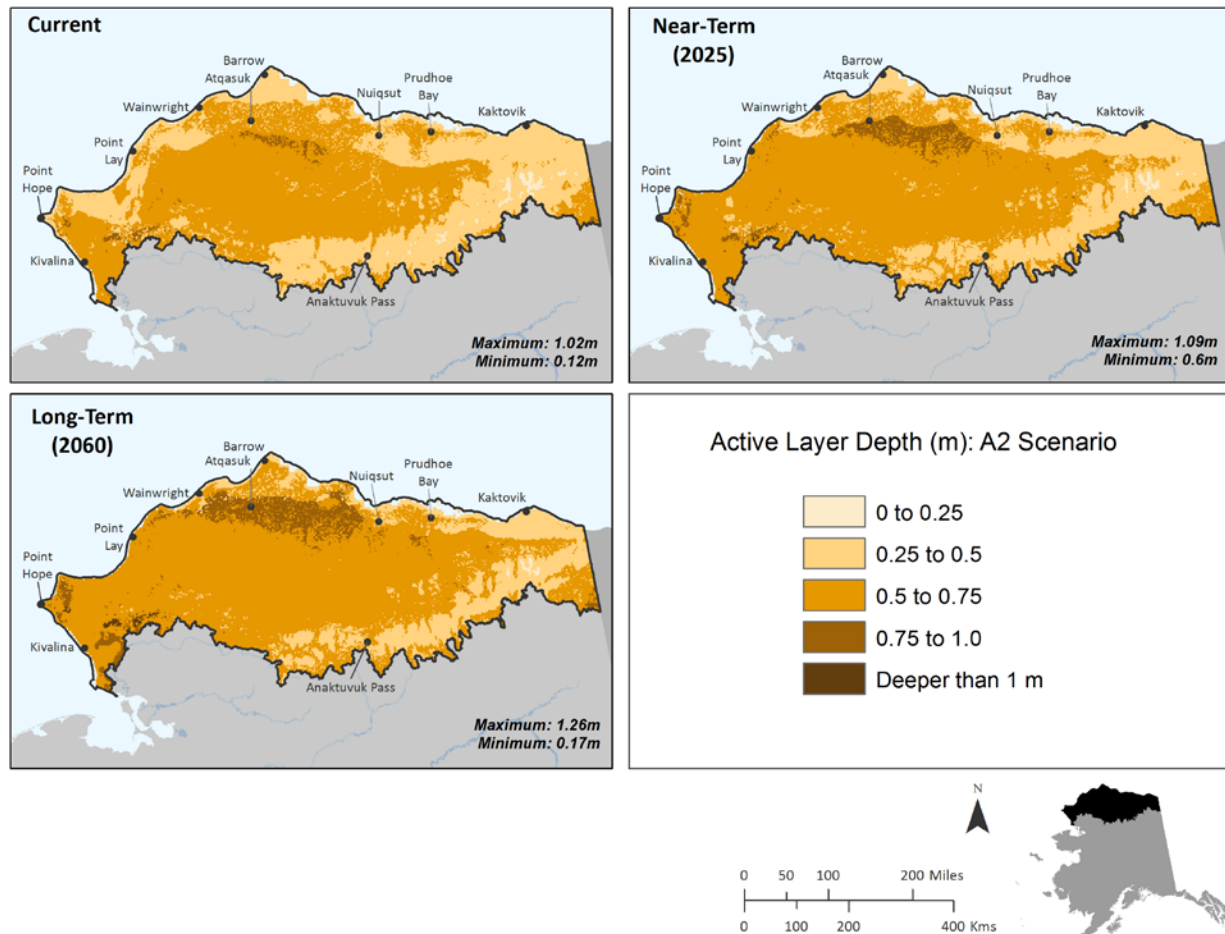 Current
Barrow
Atqasuk
Wainwright
Nuiqsut
Prudhoe
Bay
Kaktovik
Point
Lay
Point
Hope
Kivalina
Anaktuvuk Pass
Maximum: 1.02m
Minimum: 0.12m
Near-Term
(2025)
Barrow
Atqasuk
Wainwright
Nuiqsut
Prudhoe
Bay
Kaktovik
Point
Lay
Point
Hope
Kivalina
Anaktuvuk Pass
Maximum: 1.09m
Minimum: 0.6m
Long-Term
(2060)
Barrow
Atqasuk
Wainwright
Nuiqsut
Prudhoe
Bay
Kaktovik
Point
Lay
Point
Hope
Kivalina
Anaktuvuk Pass
Maximum: 1.26m
Minimum: 0.17m
Active Layer Depth (m): A2 Scenario
0 to 0.25
0.25 to 0.5
0.5 to 0.75
0.75 to 1.0
Deeper than 1 m
N
0 50 100 200 Miles
0 100 200 400 Kms